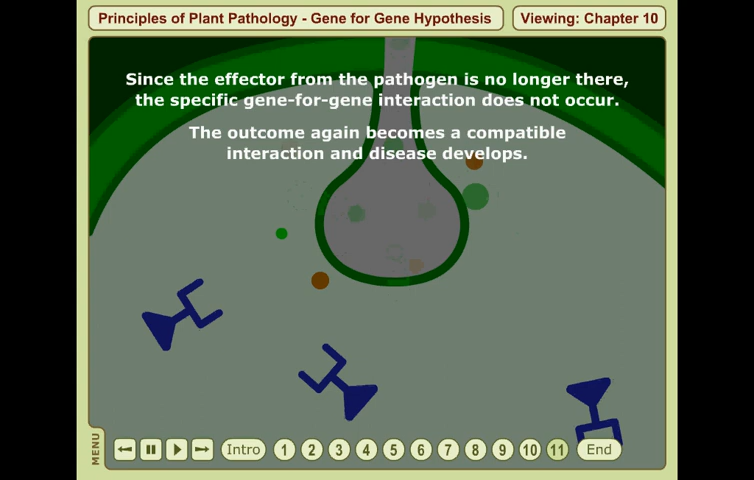 Principles of Plant Pathology - Gene for Gene Hypothesis
Viewing: Chapter 10
Since the effector from the pathogen is no longer there,
the specific gene-for-gene interaction does not occur.
The outcome again becomes a compatible
interaction and disease develops.
MENU
Intro 1 2 3 4 5 6 7 8 9 10 11 End